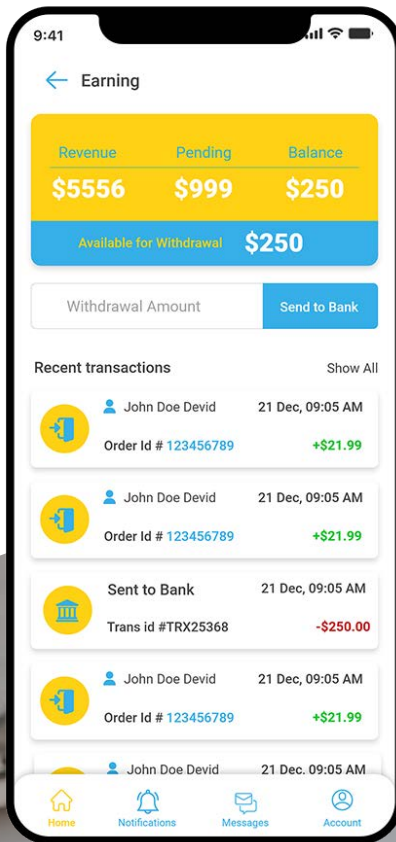 9:41
Earning
Revenue Pending Balance
$5556 $999 $250
Available for Withdrawal $250
Withdrawal Amount Send to Bank
Recent transactions Show All
John Doe Devid 21 Dec, 09:05 AM
Order Id # 123456789 +$21.99
John Doe Devid 21 Dec, 09:05 AM
Order Id # 123456789 +$21.99
Sent to Bank 21 Dec, 09:05 AM
Trans id #TRX25368 -$250.00
John Doe Devid 21 Dec, 09:05 AM
Order Id # 123456789 +$21.99
John Doe Devid 21 Dec, 09:05 AM
Home Notifications Messages Account